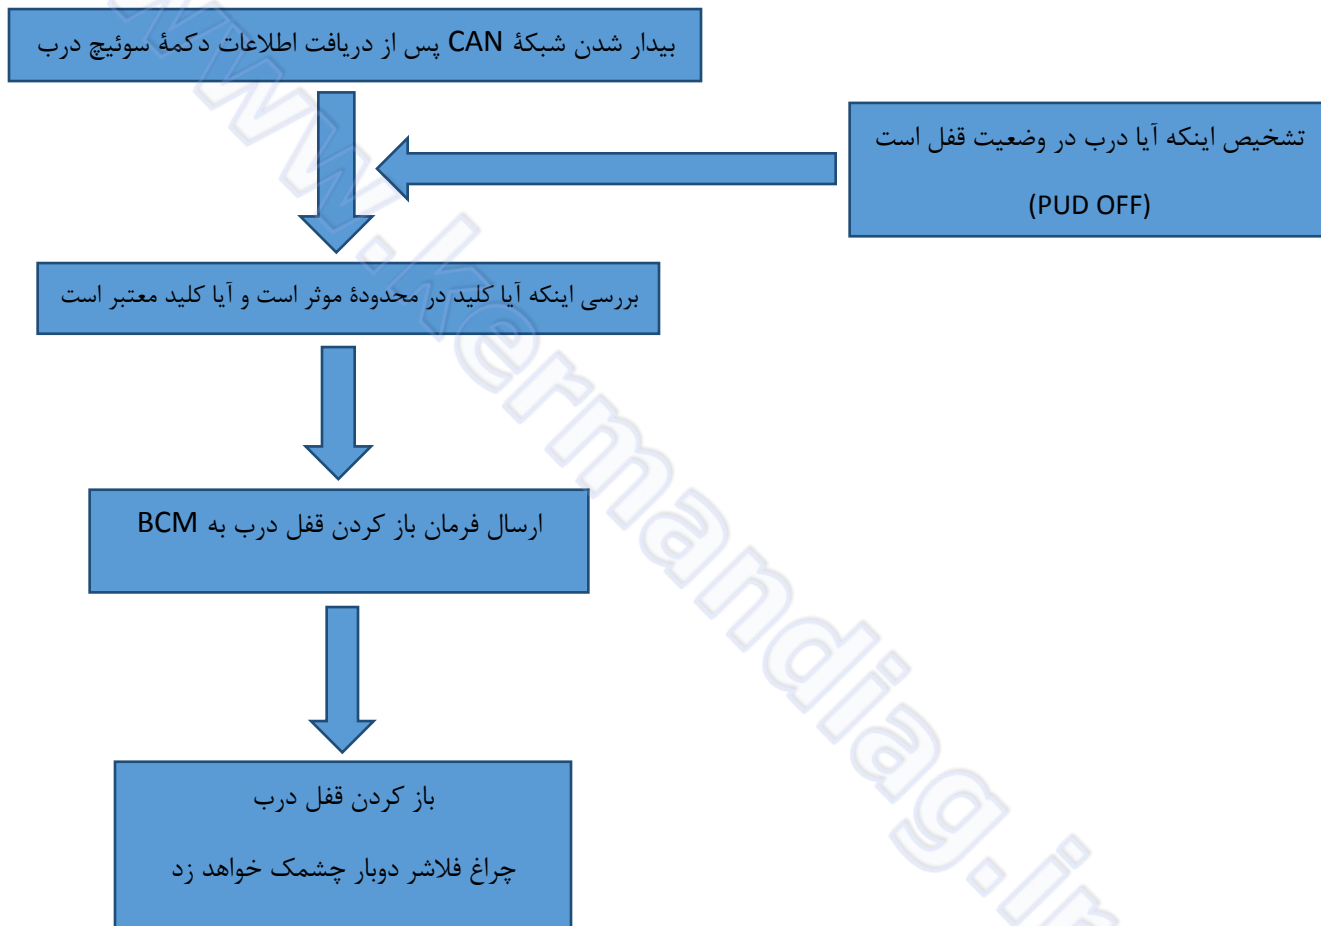 بیدار شدن شبکهٔ CAN پس از دریافت اطلاعات دکمهٔ سوئیچ درب
تشخیص اینکه آیا درب در وضعیت قفل است
(PUD OFF)
بررسی اینکه آیا کلید در محدودهٔ موثر است و آیا کلید معتبر است
ارسال فرمان باز کردن قفل درب به BCM
باز کردن قفل درب
چراغ فلاشر دوبار چشمک خواهد زد
www.kermandiag.ir